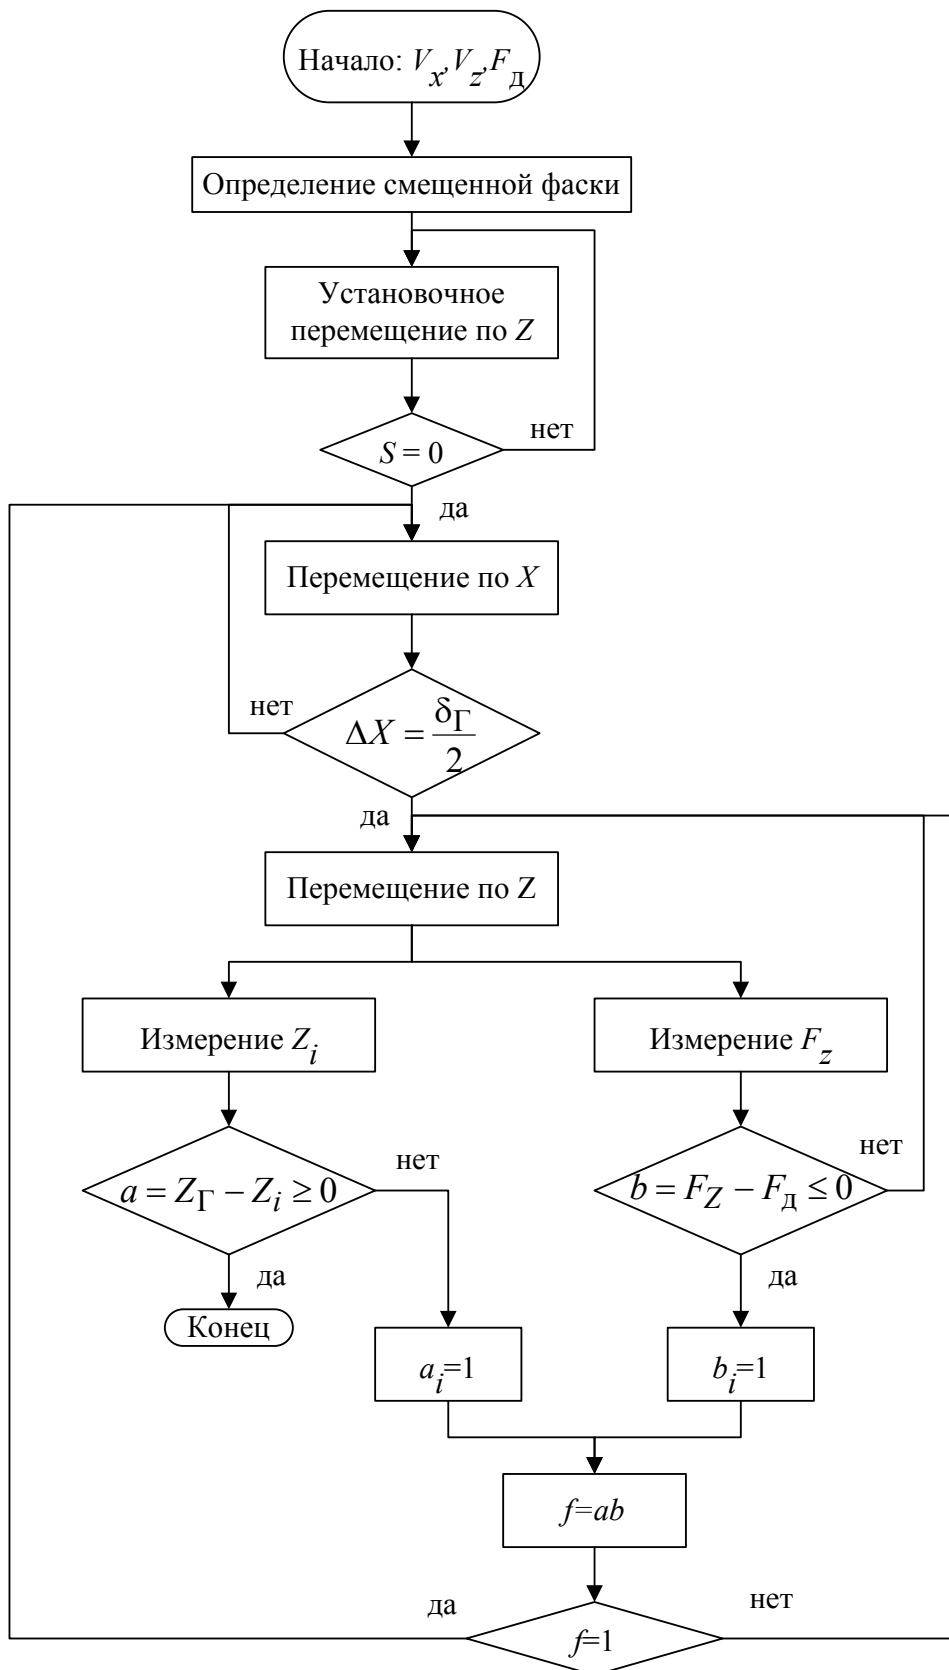 Начало: V_x, V_z, F_д
Определение смещенной фаски
Установочное
перемещение по Z
S = 0
нет
да
Перемещение по X
нет
ΔX = δ_Г/2
да
Перемещение по Z
Измерение Z_i
Измерение F_z
нет
нет
a = Z_Г − Z_i ≥ 0
b = F_Z − F_д ≤ 0
да
да
Конец
a_i=1
b_i=1
f=ab
да
нет
f=1